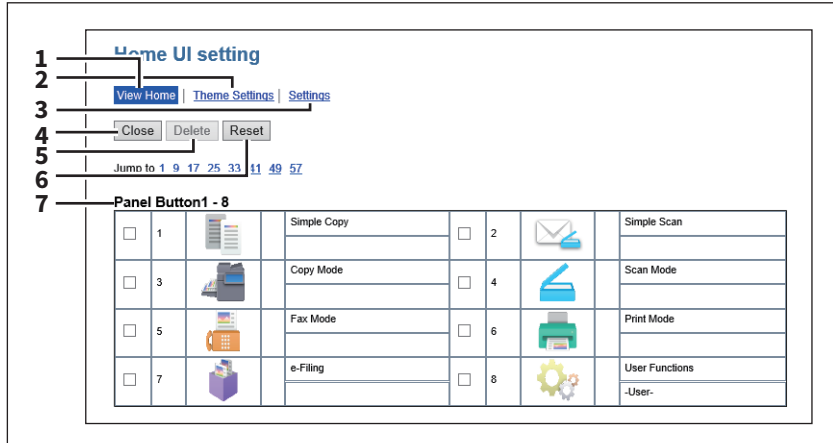 Home UI setting
1
2
View Home | Theme Settings | Settings
3
4
Close Delete Reset
5
6
Jump to 1 9 17 25 33 41 49 57
7
Panel Button1 - 8
1 Simple Copy 2 Simple Scan
3 Copy Mode 4 Scan Mode
5 Fax Mode 6 Print Mode
7 e-Filing 8 User Functions
-User-